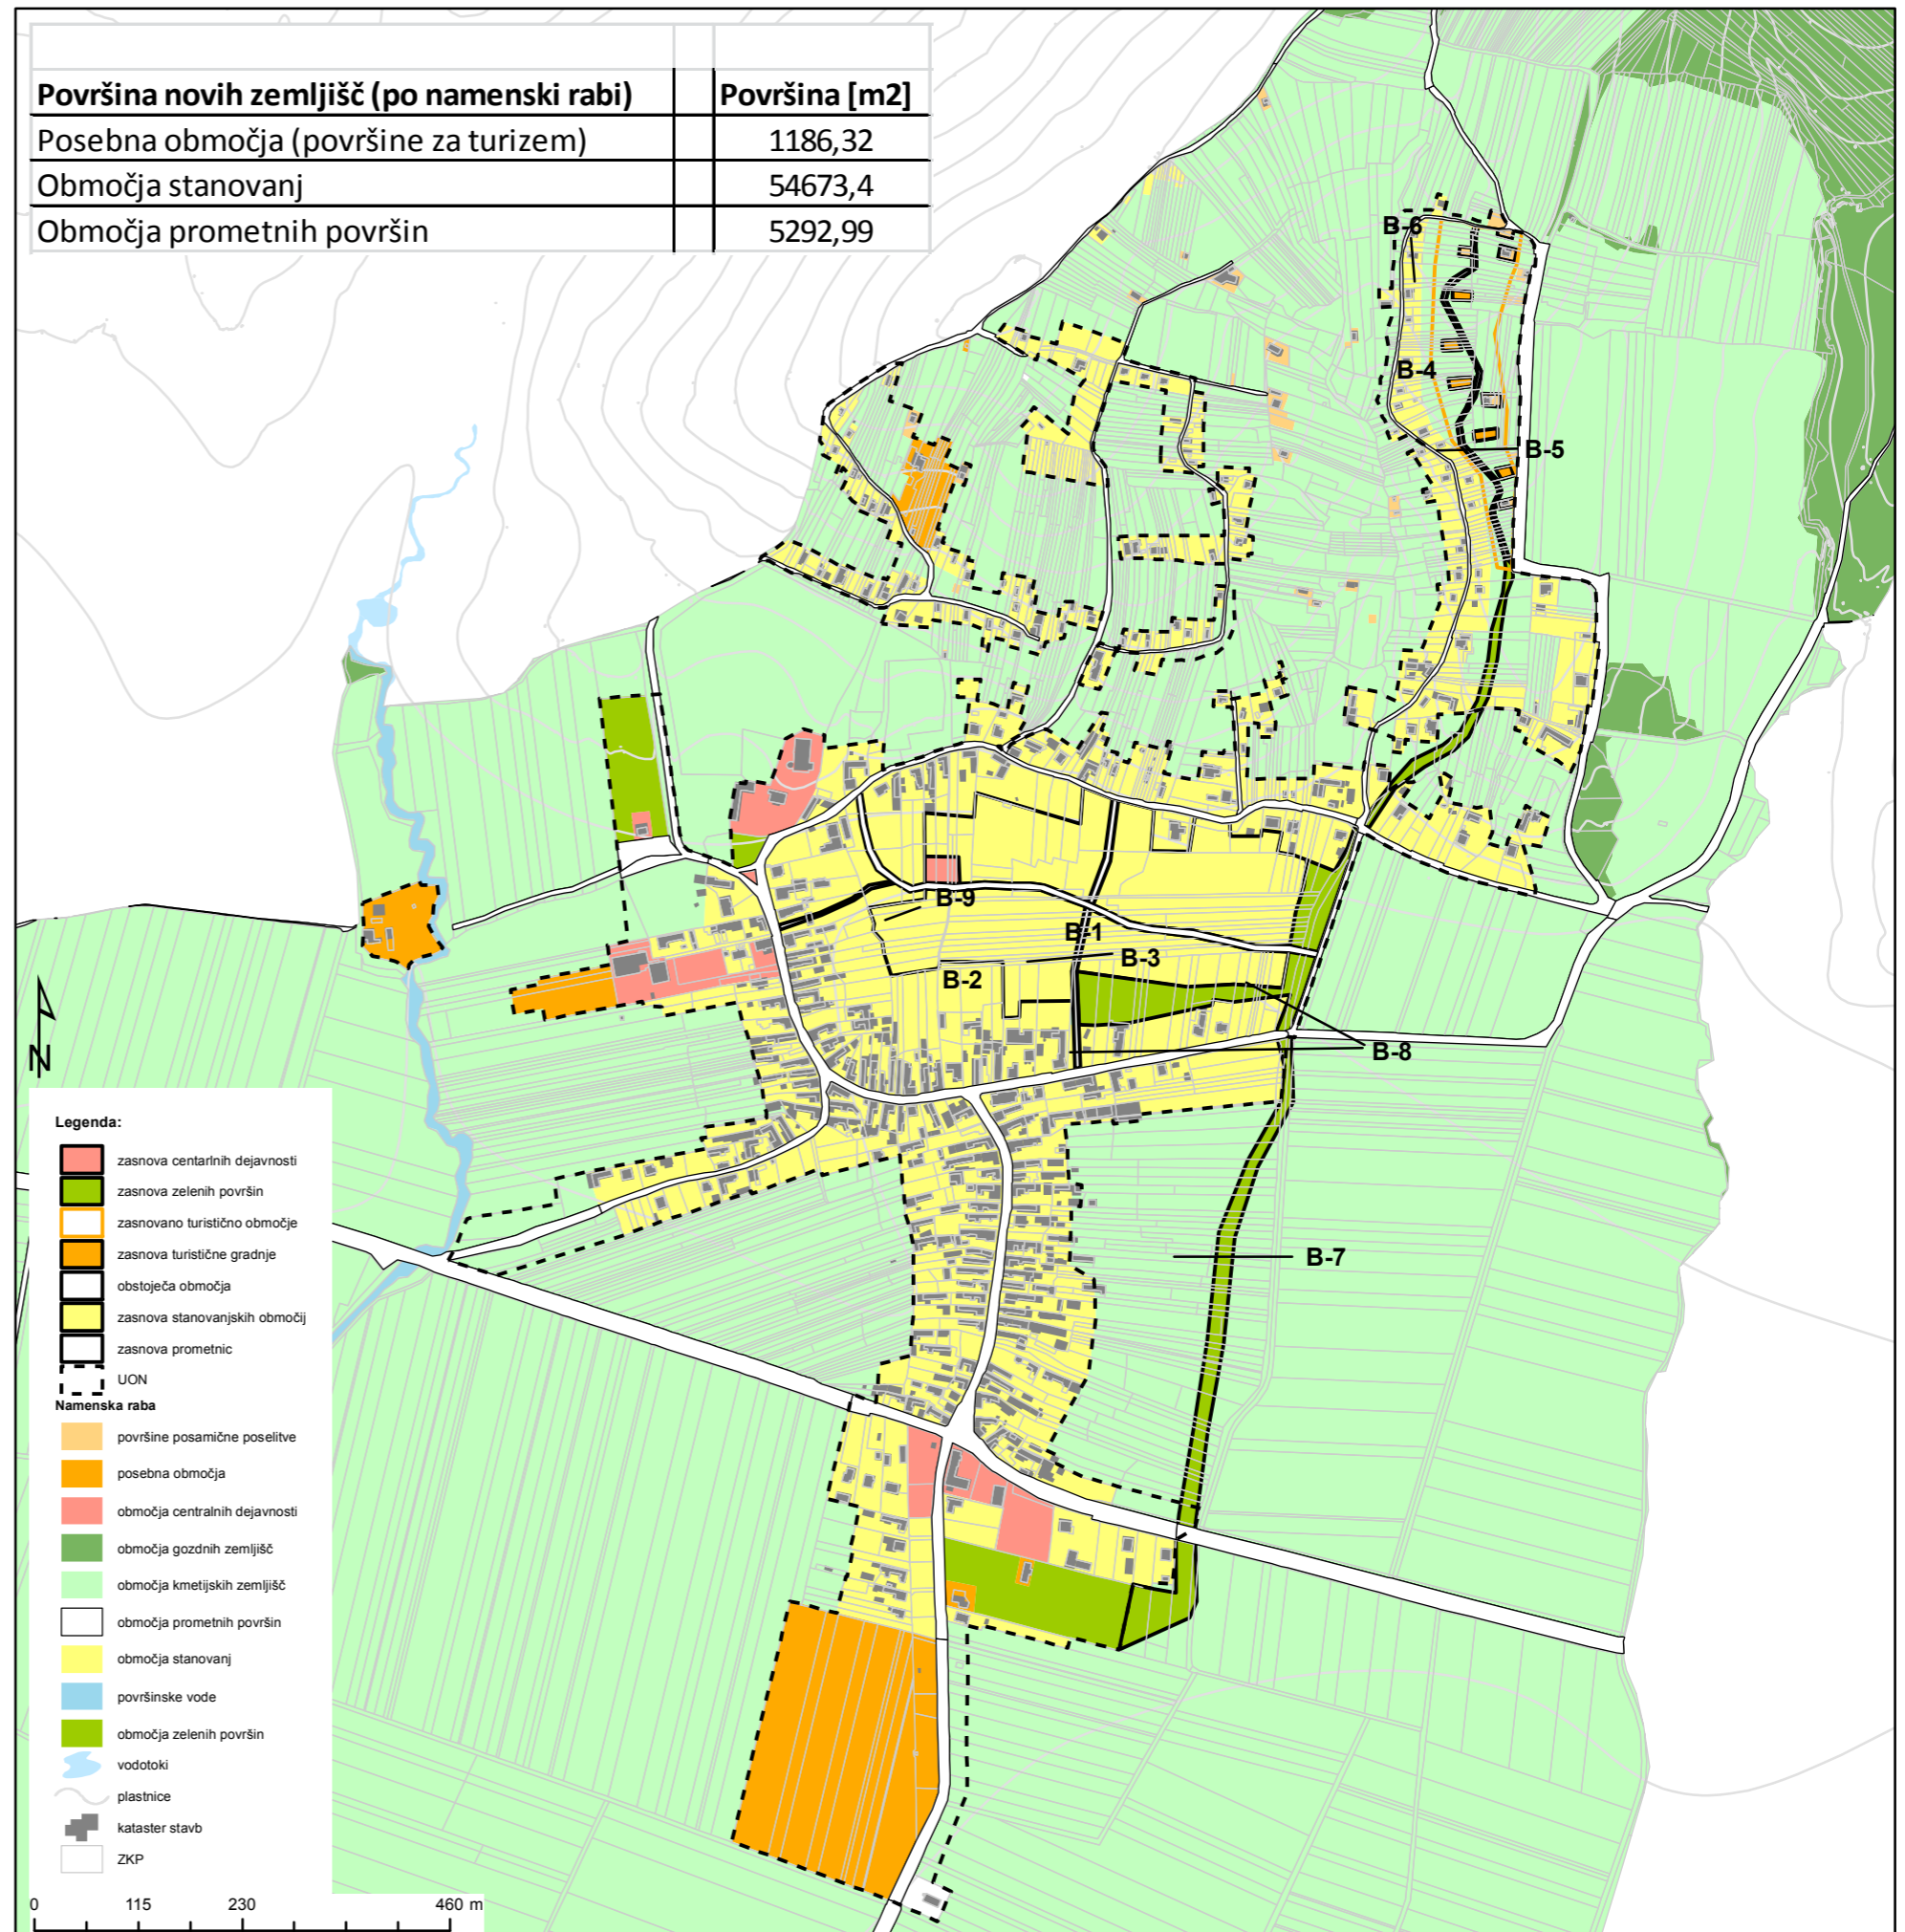 Površina novih zemljišč (po namenski rabi) Površina [m2]
Posebna območja (površine za turizem) 1186,32
Območja stanovanj 54673,4
Območja prometnih površin 5292,99
B-6
B-4
B-5
B-9
B-1
B-3
B-2
B-8
B-7
N
Legenda:
zasnova centarlnih dejavnosti
zasnova zelenih površin
zasnovano turistično območje
zasnova turistične gradnje
obstoječa območja
zasnova stanovanjskih območij
zasnova prometnic
UON
Namenska raba
površine posamične poselitve
posebna območja
območja centralnih dejavnosti
območja gozdnih zemljišč
območja kmetijskih zemljišč
območja prometnih površin
območja stanovanj
površinske vode
območja zelenih površin
vodotoki
plastnice
kataster stavb
ZKP
0 115 230 460 m